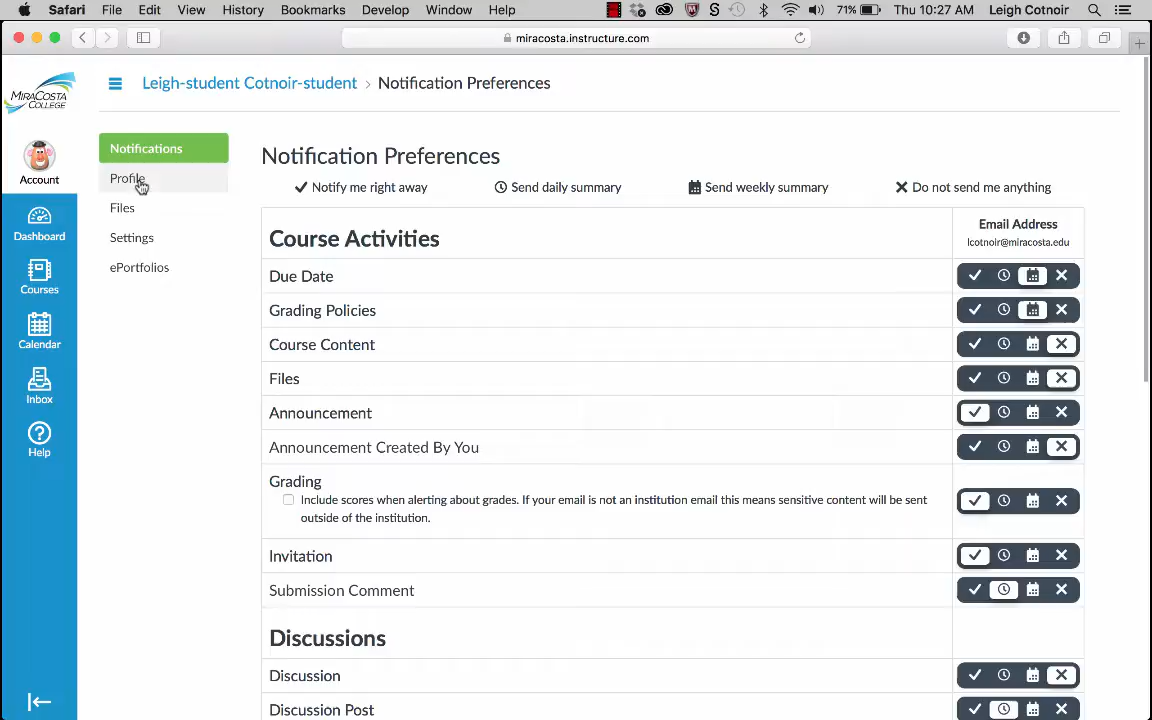 Safari File Edit View History Bookmarks Develop Window Help 71% Thu 10:27 AM Leigh Cotnoir
miracosta.instructure.com
MIRACOSTA COLLEGE
Leigh-student Cotnoir-student › Notification Preferences
Account
Dashboard
Courses
Calendar
Inbox
Help
Notifications
Profile
Files
Settings
ePortfolios
Notification Preferences
Notify me right away Send daily summary Send weekly summary Do not send me anything
Course Activities
Email Address
lcotnoir@miracosta.edu
Due Date
Grading Policies
Course Content
Files
Announcement
Announcement Created By You
Grading
Include scores when alerting about grades. If your email is not an institution email this means sensitive content will be sent
outside of the institution.
Invitation
Submission Comment
Discussions
Discussion
Discussion Post